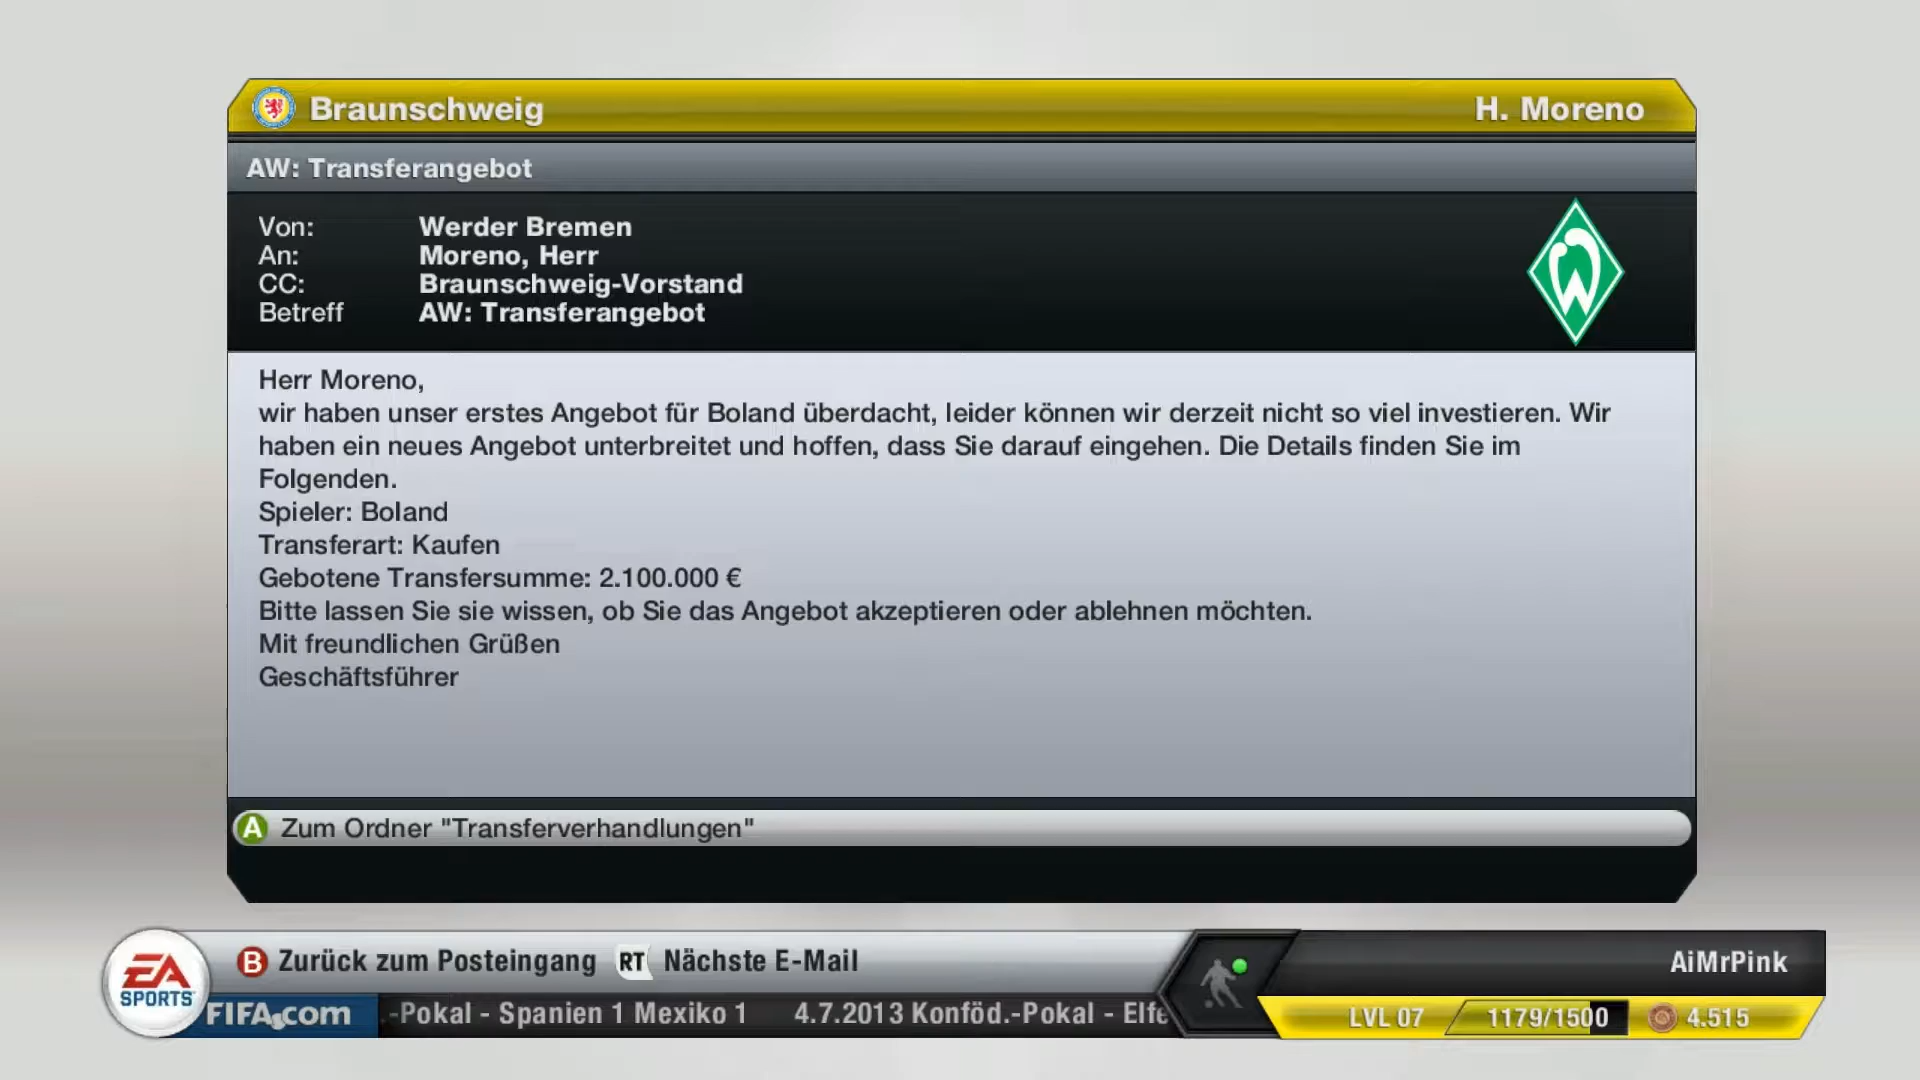 Braunschweig
H. Moreno
AW: Transferangebot
Von: Werder Bremen
An: Moreno, Herr
CC: Braunschweig-Vorstand
Betreff AW: Transferangebot
Herr Moreno,
wir haben unser erstes Angebot für Boland überdacht, leider können wir derzeit nicht so viel investieren. Wir
haben ein neues Angebot unterbreitet und hoffen, dass Sie darauf eingehen. Die Details finden Sie im
Folgenden.
Spieler: Boland
Transferart: Kaufen
Gebotene Transfersumme: 2.100.000 €
Bitte lassen Sie sie wissen, ob Sie das Angebot akzeptieren oder ablehnen möchten.
Mit freundlichen Grüßen
Geschäftsführer
A Zum Ordner "Transferverhandlungen"
B Zurück zum Posteingang RT Nächste E-Mail
AiMrPink
EA
SPORTS
FIFA.com
.-Pokal - Spanien 1 Mexiko 1 4.7.2013 Konföd.-Pokal - Elfe
LVL 07 1179/1500 4.515